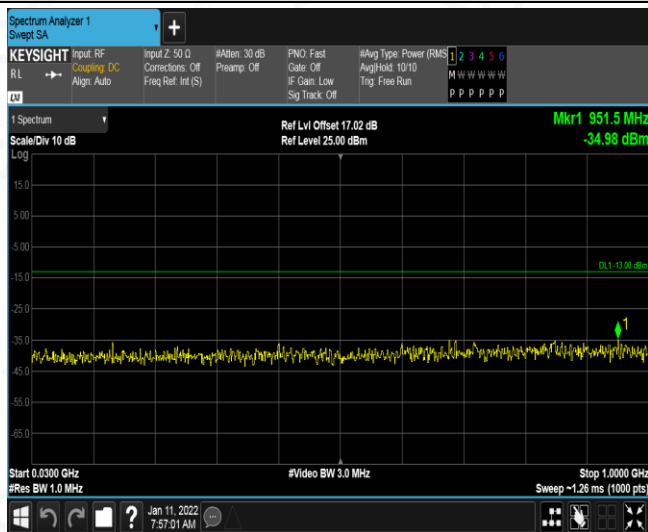 Spectrum Analyzer 1
Swept SA
+
KEYSIGHT
RL
Input: RF
Coupling: DC
Align: Auto
Input Z: 50 Ω
Corrections: Off
Freq Ref: Int (S)
#Atten: 30 dB
Preamp: Off
PNO: Fast
Gate: Off
IF Gain: Low
Sig Track: Off
#Avg Type: Power (RMS
Avg|Hold: 10/10
Trig: Free Run
1 2 3 4 5 6
M W W W W W
P P P P P P
1 Spectrum
Scale/Div 10 dB
Ref Lvl Offset 17.02 dB
Ref Level 25.00 dBm
Mkr1 951.5 MHz
-34.98 dBm
Log
15.0
5.00
-5.00
-15.0
-25.0
-35.0
-45.0
-55.0
-65.0
DL1 -13.00 dBm
1
Start 0.0300 GHz
#Res BW 1.0 MHz
#Video BW 3.0 MHz
Stop 1.0000 GHz
Sweep ~1.26 ms (1000 pts)
?
Jan 11, 2022
7:57:01 AM